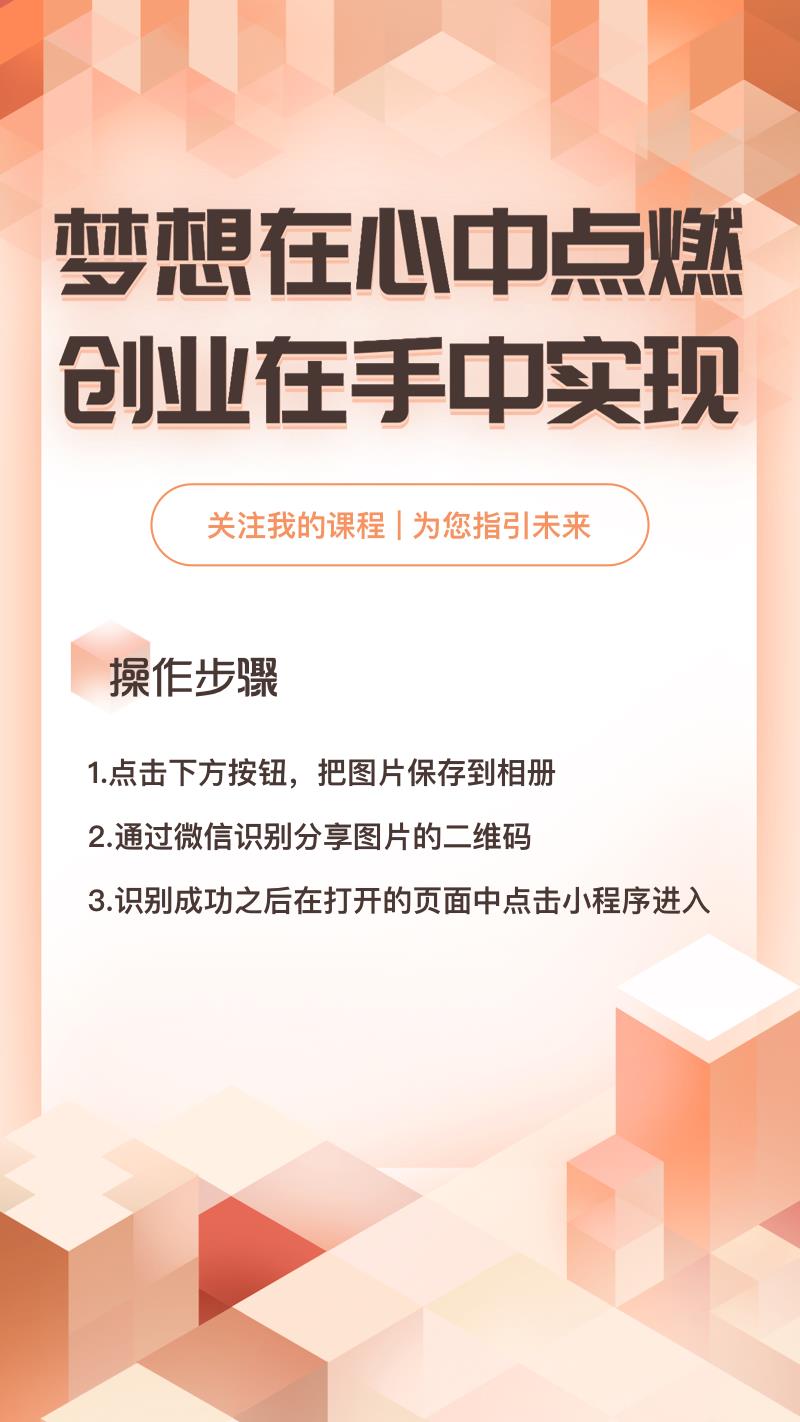 梦想在心中点燃
创业在手中实现
关注我的课程 | 为您指引未来
操作步骤
1.点击下方按钮，把图片保存到相册
2.通过微信识别分享图片的二维码
3.识别成功之后在打开的页面中点击小程序进入